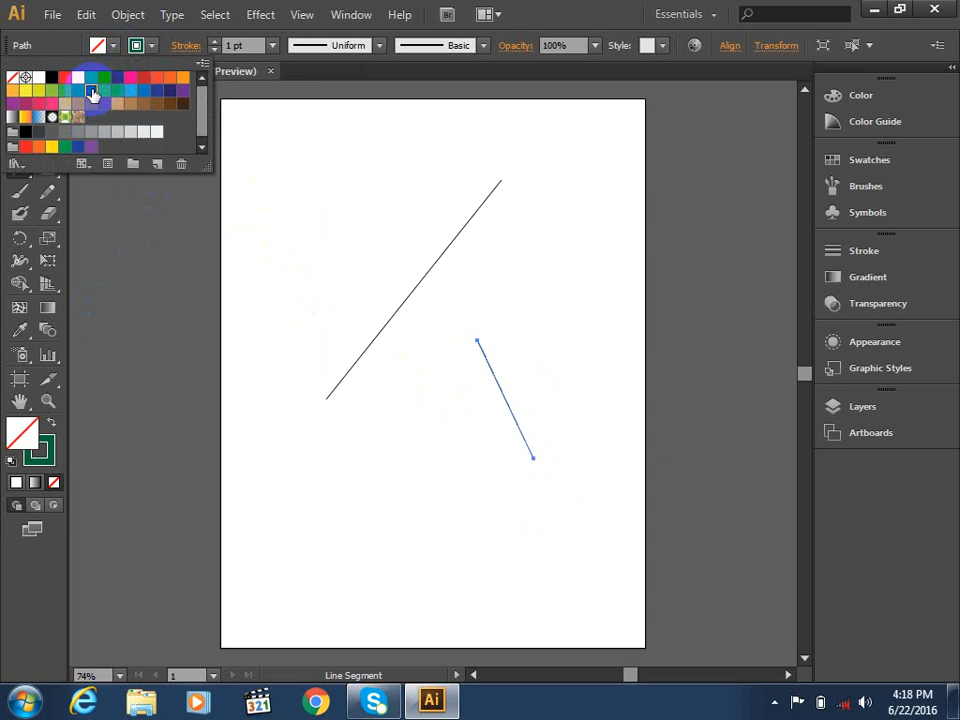 Ai File Edit Object Type Select Effect View Window Help Br Essentials
Path Stroke: 1 pt Uniform Basic Opacity: 100% Style: Align Transform
Preview) ×
Color
Color Guide
Swatches
Brushes
Symbols
Stroke
Gradient
Transparency
Appearance
Graphic Styles
Layers
Artboards
74% 1 Line Segment
321 Ai 4:18 PM
6/22/2016